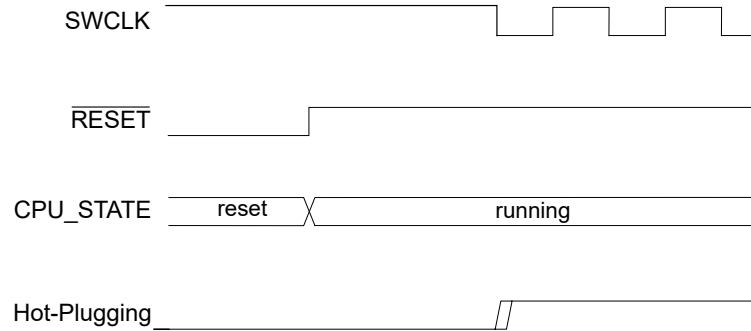 SWCLK
RESET
CPU_STATE reset running
Hot-Plugging